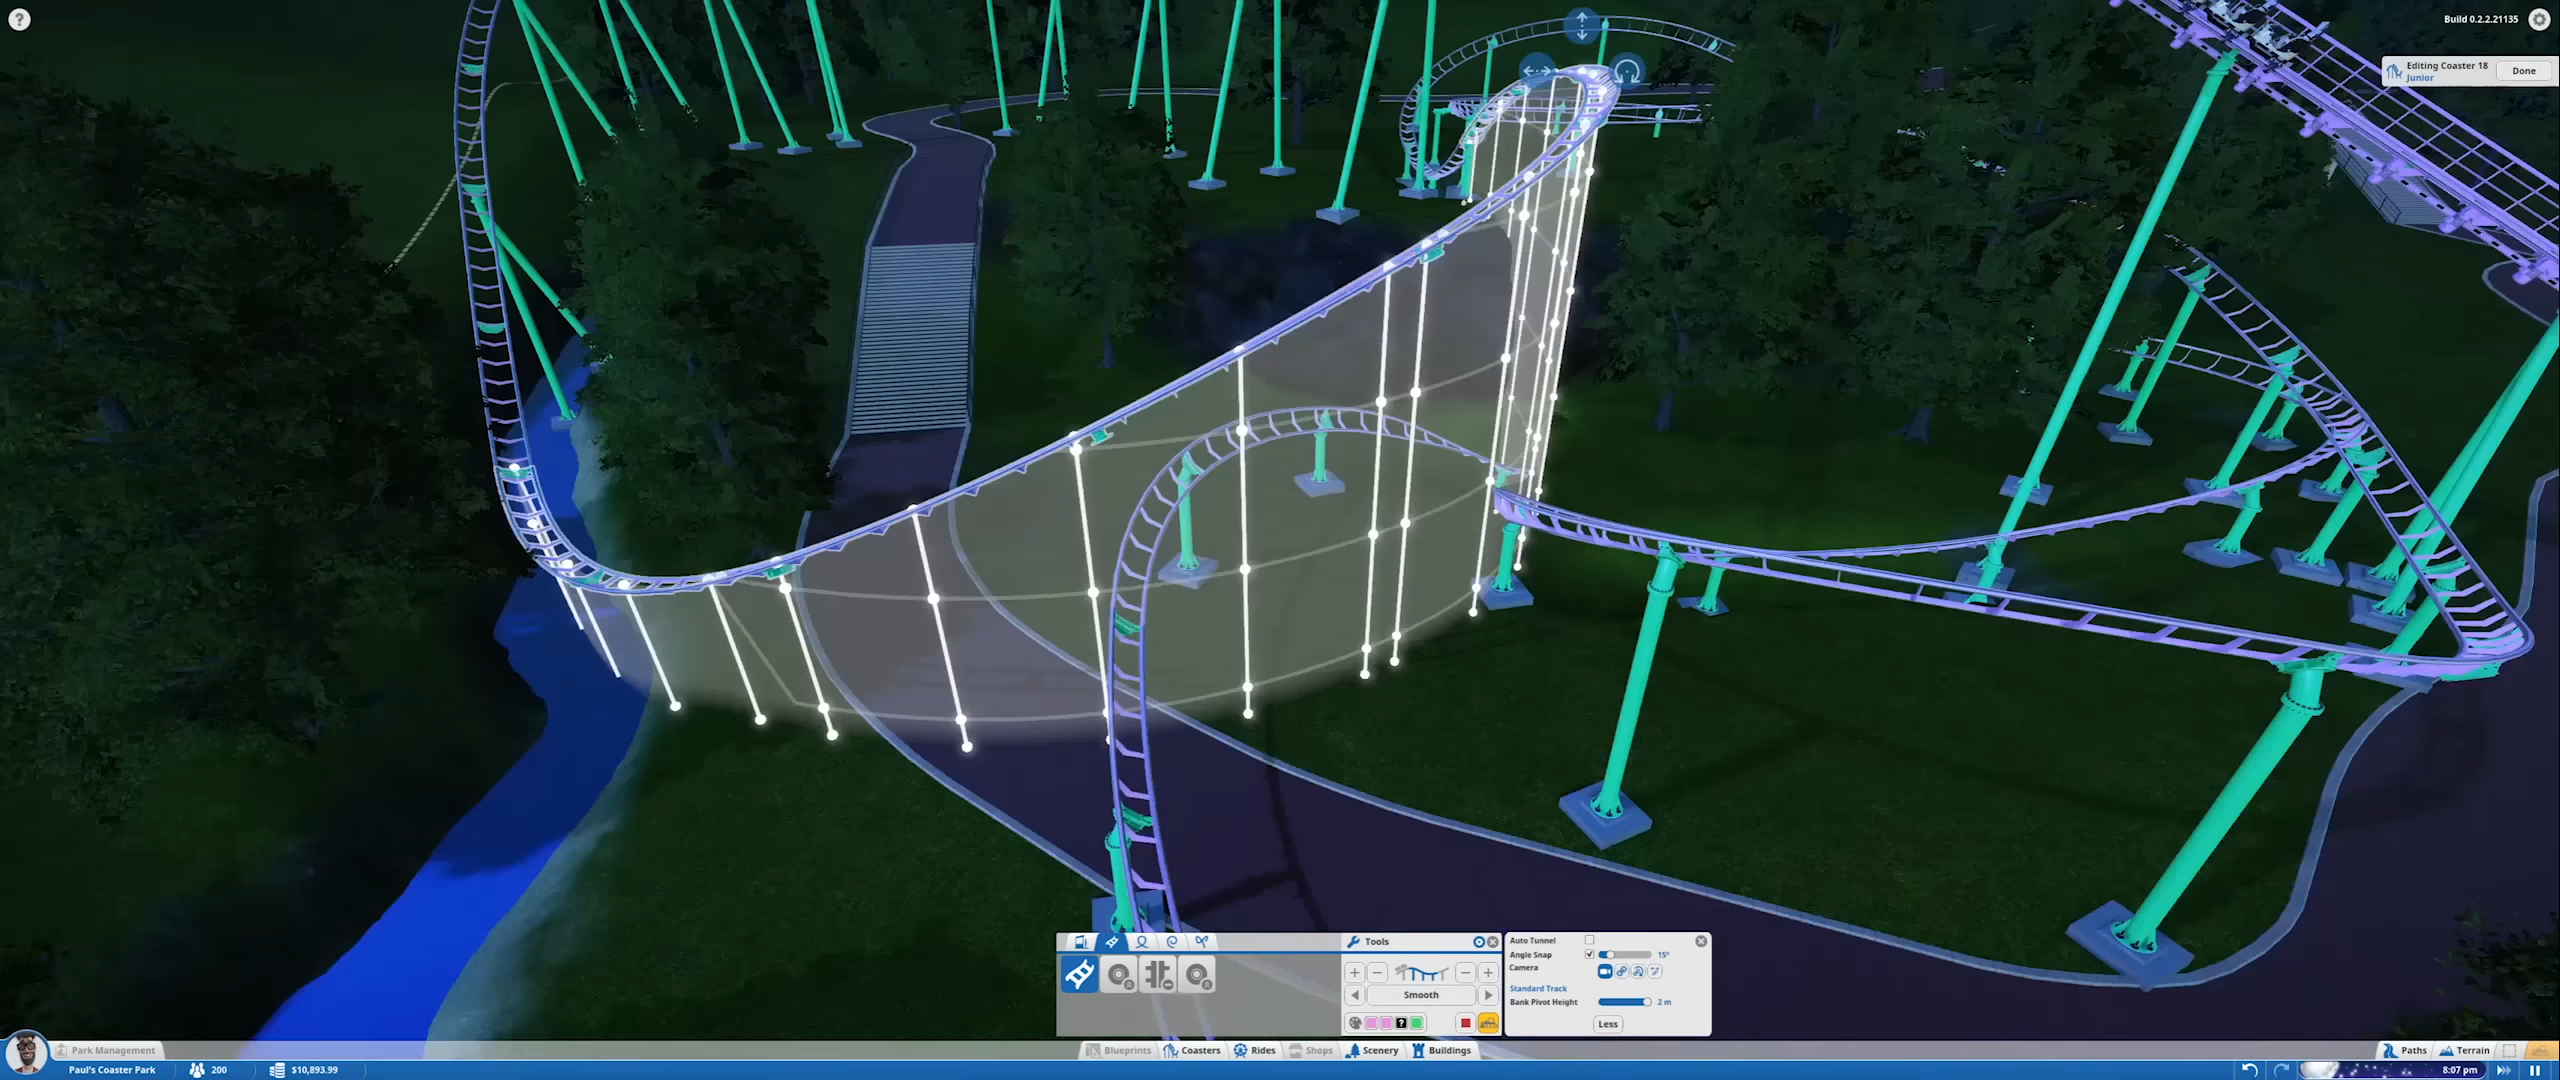 ?
Build 0.2.2.21135
Editing Coaster 18
Junior
Done
Tools
Smooth
?
Auto Tunnel
Angle Snap
15°
Camera
Standard Track
Bank Pivot Height
2 m
Less
Park Management
Blueprints
Coasters
Rides
Shops
Scenery
Buildings
Paths
Terrain
Paul's Coaster Park
200
$10,893.99
8:07 pm